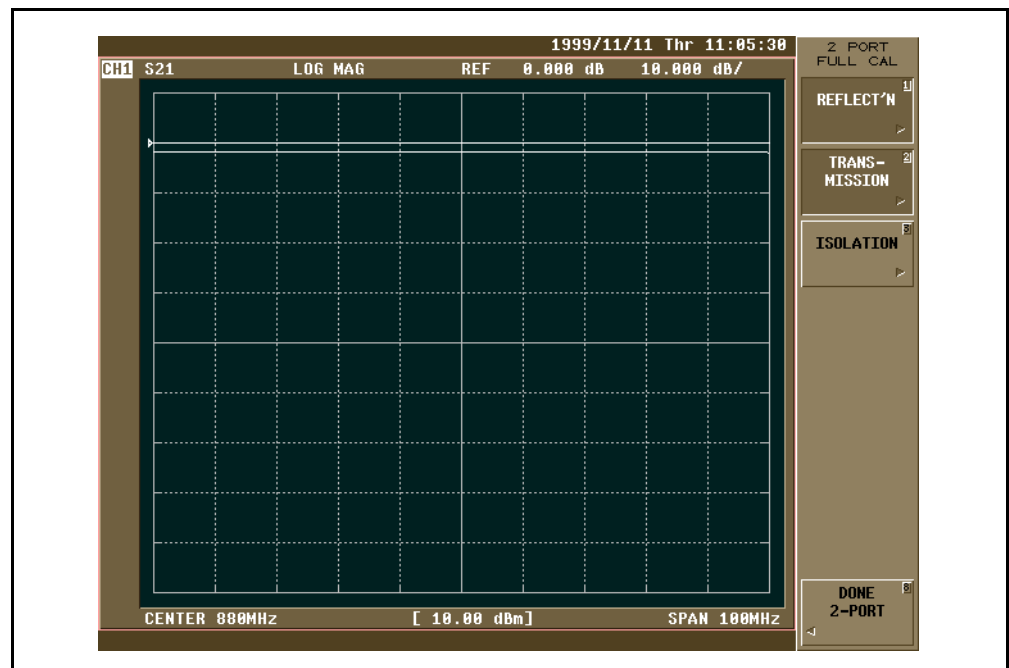 1999/11/11 Thr 11:05:30
CH1 S21 LOG MAG REF 0.000 dB 10.000 dB/
CENTER 880MHz [ 10.00 dBm] SPAN 100MHz
2 PORT
FULL CAL
REFLECT'N 1
TRANS- 2
MISSION
ISOLATION 3
DONE 8
2-PORT